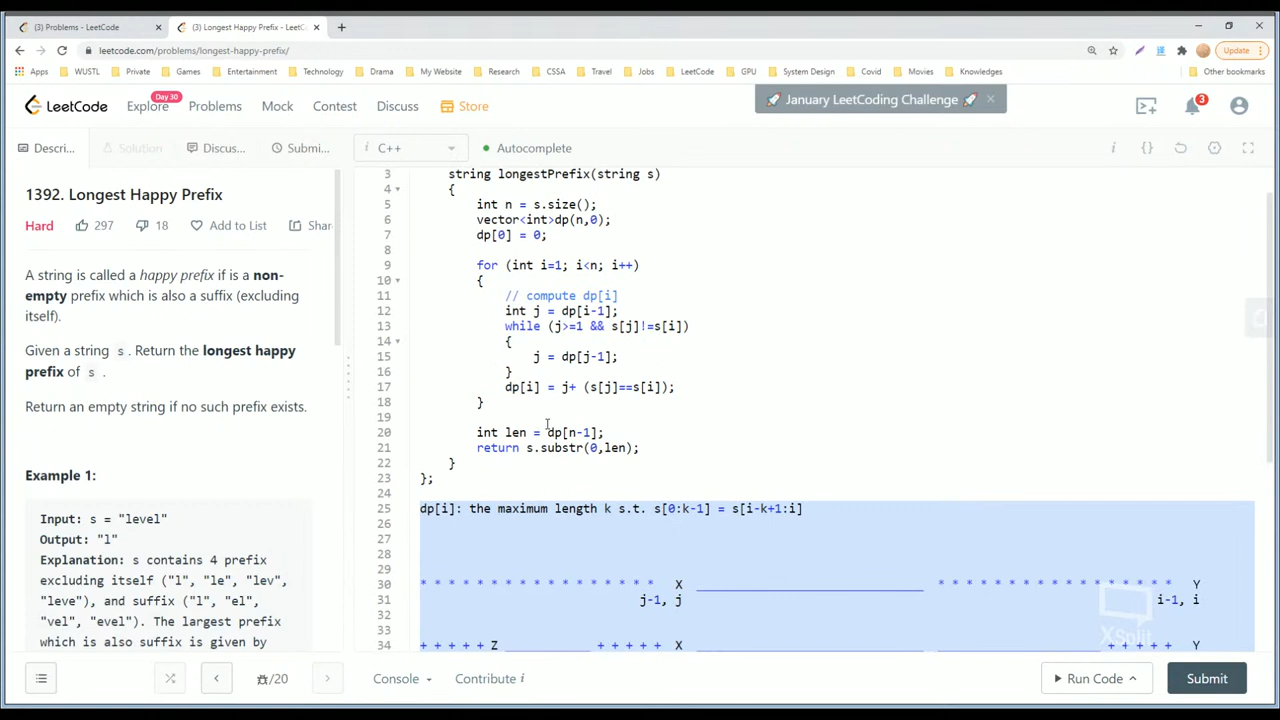 (3) Problems - LeetCode
(3) Longest Happy Prefix - LeetC
leetcode.com/problems/longest-happy-prefix/
Update
Apps WUSTL Private Games Entertainment Technology Drama My Website Research CSSA Travel Jobs LeetCode GPU System Design Covid Movies Knowledges Other bookmarks
LeetCode Explore Day 30 Problems Mock Contest Discuss Store
🚀 January LeetCoding Challenge 🚀 ×
3
Descri... Solution Discus... Submi...
i C++ Autocomplete
1392. Longest Happy Prefix
Hard 297 18 Add to List Shar
A string is called a happy prefix if is a non-
empty prefix which is also a suffix (excluding
itself).
Given a string s . Return the longest happy
prefix of s .
Return an empty string if no such prefix exists.
Example 1:
Input: s = "level"
Output: "l"
Explanation: s contains 4 prefix
excluding itself ("l", "le", "lev",
"leve"), and suffix ("l", "el",
"vel", "evel"). The largest prefix
which is also suffix is given by
3 string longestPrefix(string s)
4 {
5 int n = s.size();
6 vector<int>dp(n,0);
7 dp[0] = 0;
8
9 for (int i=1; i<n; i++)
10 {
11 // compute dp[i]
12 int j = dp[i-1];
13 while (j>=1 && s[j]!=s[i])
14 {
15 j = dp[j-1];
16 }
17 dp[i] = j+ (s[j]==s[i]);
18 }
19
20 int len = dp[n-1];
21 return s.substr(0,len);
22 }
23 };
24
25 dp[i]: the maximum length k s.t. s[0:k-1] = s[i-k+1:i]
26
27
28
29
30 * * * * * * * * * * * * * * * * * X ________________ * * * * * * * * * * * * * * * * * Y
31 j-1, j i-1, i
32
33
34 + + + + + Z ________ + + + + + X ________________ ____________ + + + + + Y
XSplit
/20
Console Contribute i
Run Code
Submit